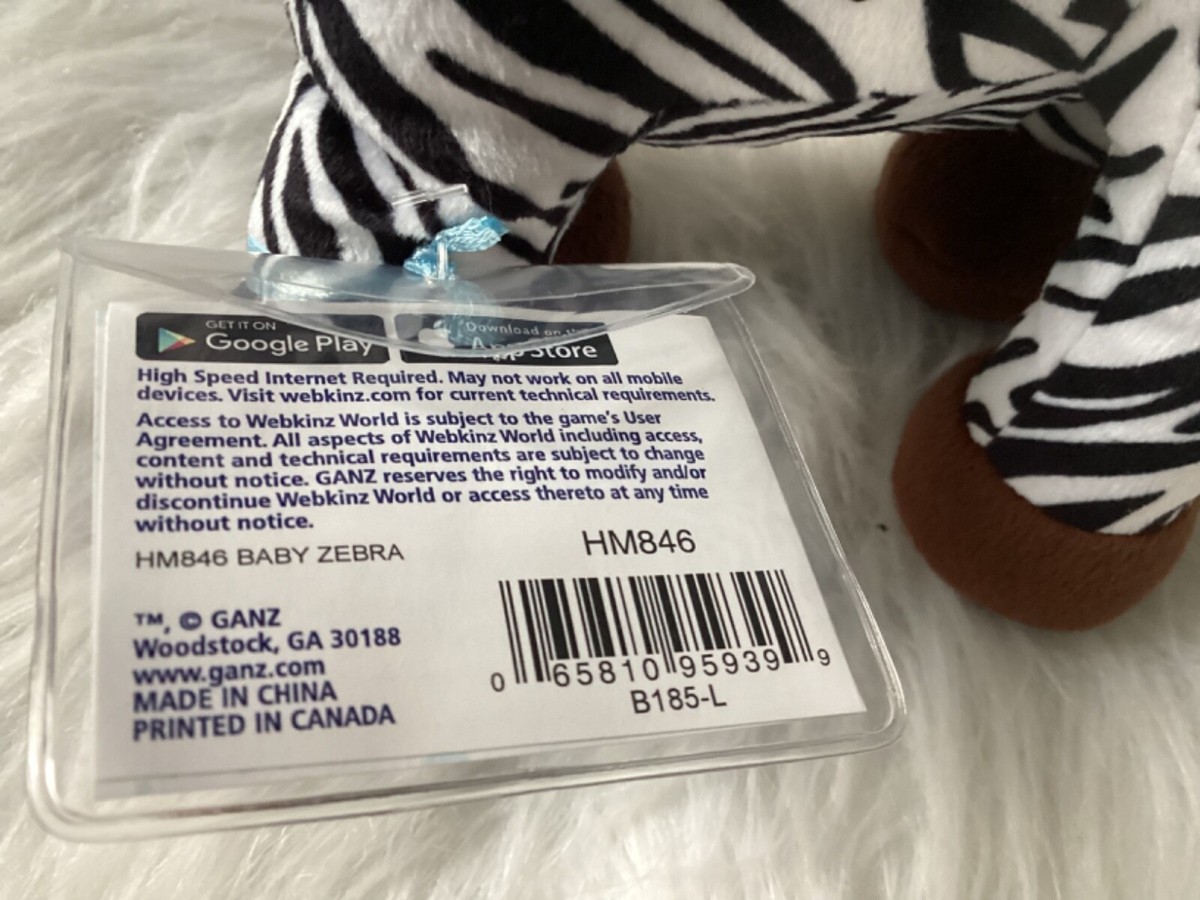 GET IT ON
Google Play
Download on the
App Store
High Speed Internet Required. May not work on all mobile
devices. Visit webkinz.com for current technical requirements.
Access to Webkinz World is subject to the game's User
Agreement. All aspects of Webkinz World including access,
content and technical requirements are subject to change
without notice. GANZ reserves the right to modify and/or
discontinue Webkinz World or access thereto at any time
without notice.
HM846 BABY ZEBRA
HM846
™, © GANZ
Woodstock, GA 30188
www.ganz.com
MADE IN CHINA
PRINTED IN CANADA
0 65810 95939 9
B185-L